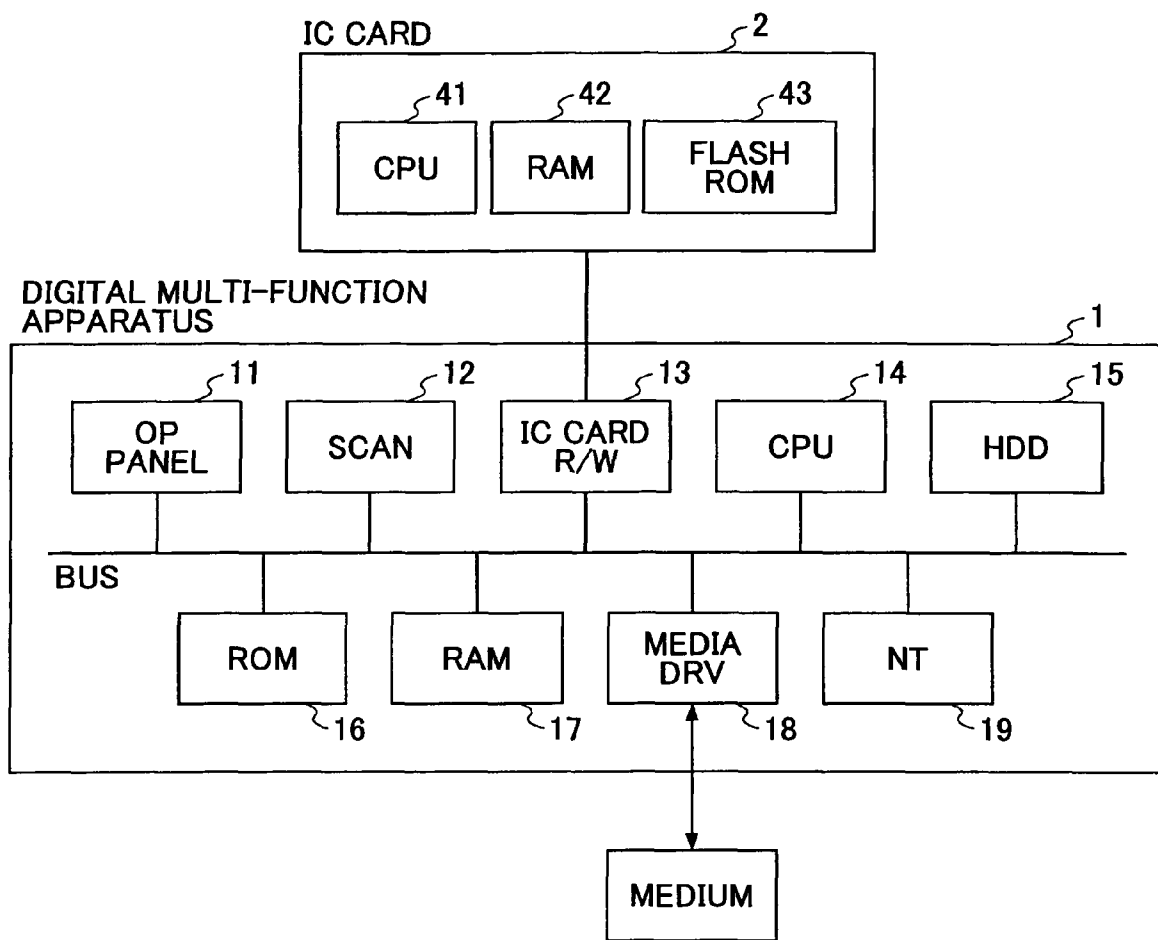 IC CARD
2
41
42
43
CPU
RAM
FLASH
ROM
DIGITAL MULTI-FUNCTION
APPARATUS
1
11
12
13
14
15
OP
PANEL
SCAN
IC CARD
R/W
CPU
HDD
BUS
ROM
RAM
MEDIA
DRV
NT
16
17
18
19
MEDIUM